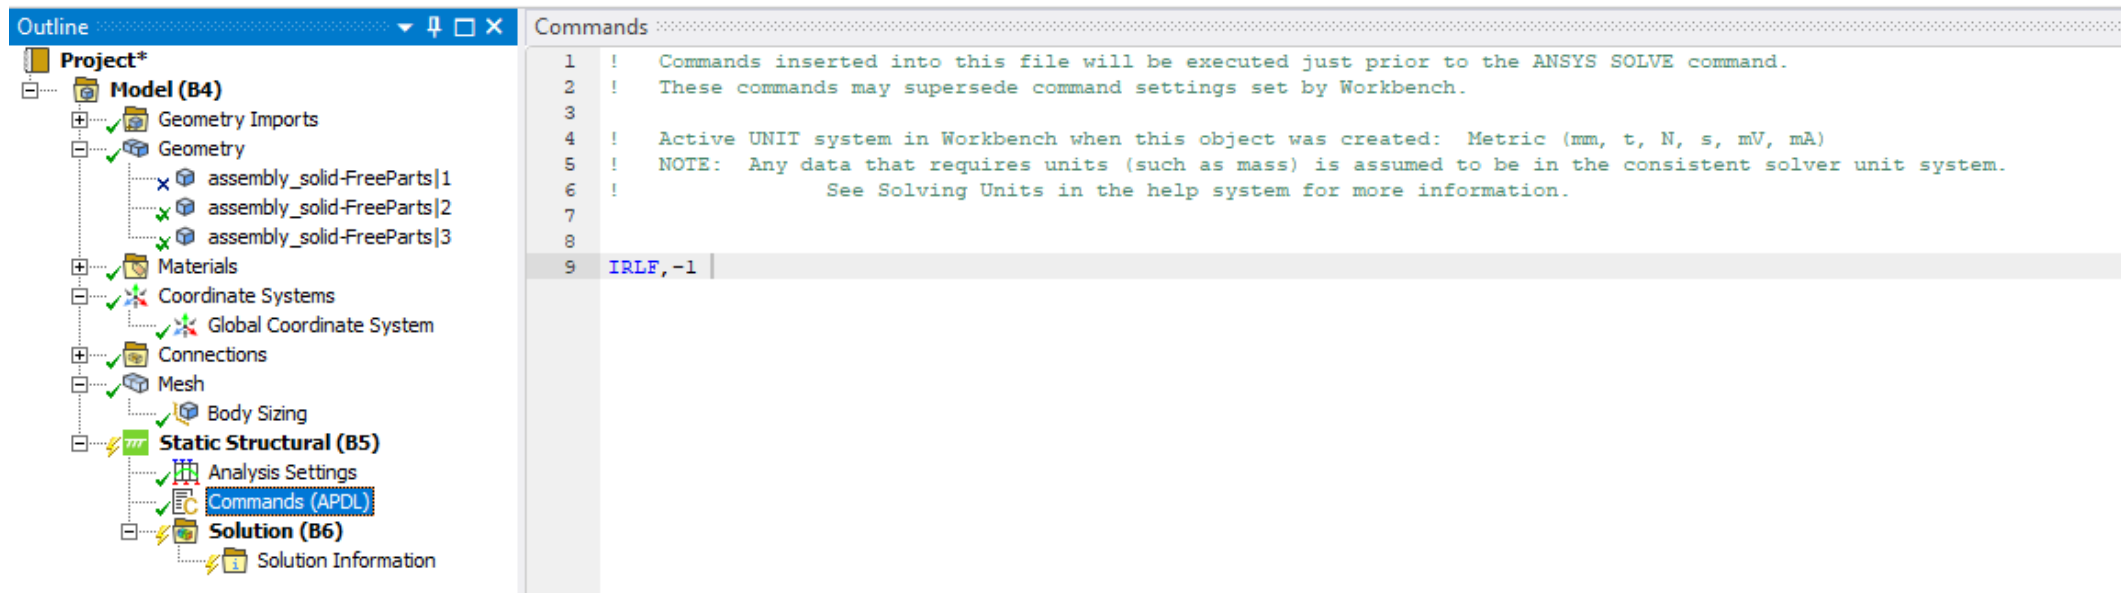 Outline
Project*
Model (B4)
Geometry Imports
Geometry
assembly_solid-FreeParts|1
assembly_solid-FreeParts|2
assembly_solid-FreeParts|3
Materials
Coordinate Systems
Global Coordinate System
Connections
Mesh
Body Sizing
Static Structural (B5)
Analysis Settings
Commands (APDL)
Solution (B6)
Solution Information
Commands
1 ! Commands inserted into this file will be executed just prior to the ANSYS SOLVE command.
2 ! These commands may supersede command settings set by Workbench.
3
4 ! Active UNIT system in Workbench when this object was created: Metric (mm, t, N, s, mV, mA)
5 ! NOTE: Any data that requires units (such as mass) is assumed to be in the consistent solver unit system.
6 ! See Solving Units in the help system for more information.
7
8
9 IRLF,-1